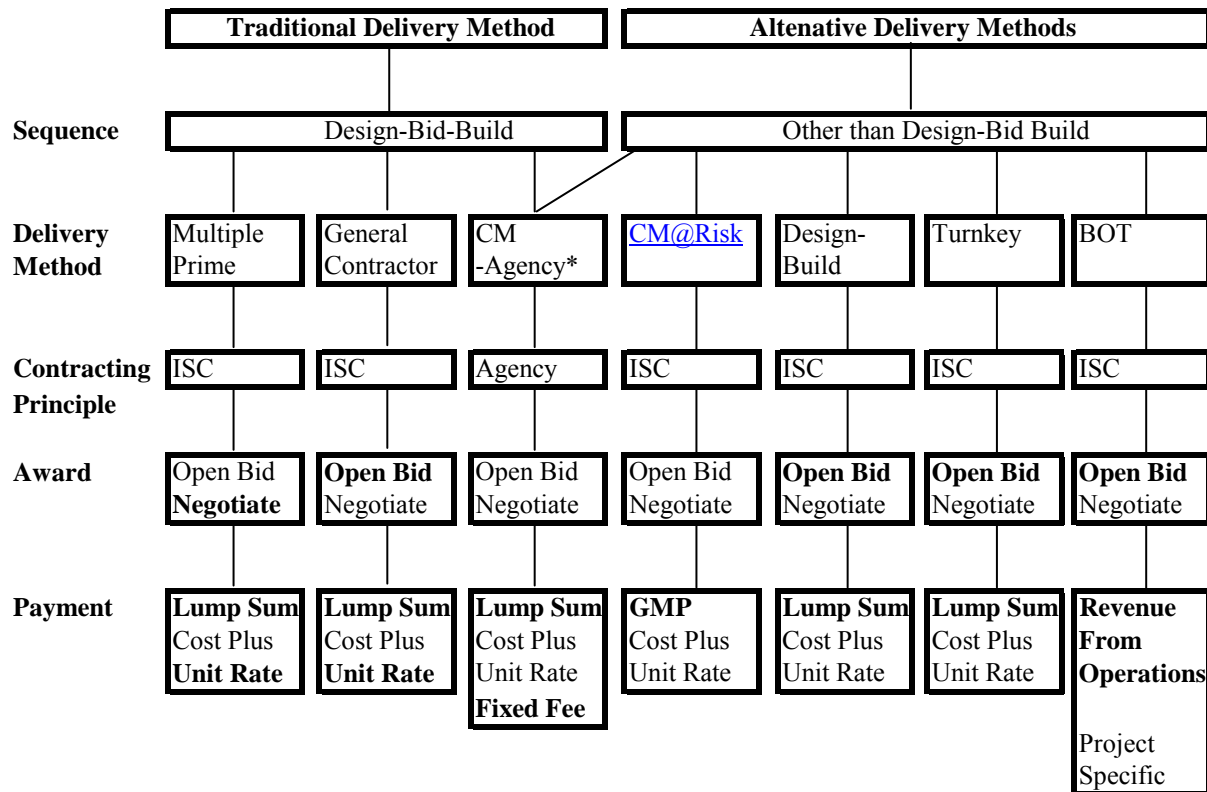 Traditional Delivery Method
Altenative Delivery Methods
Sequence
Design-Bid-Build
Other than Design-Bid Build
Delivery
Method
Multiple
Prime
General
Contractor
CM
-Agency*
CM@Risk
Design-
Build
Turnkey
BOT
Contracting
Principle
ISC
ISC
Agency
ISC
ISC
ISC
ISC
Award
Open Bid
Negotiate
Open Bid
Negotiate
Open Bid
Negotiate
Open Bid
Negotiate
Open Bid
Negotiate
Open Bid
Negotiate
Open Bid
Negotiate
Payment
Lump Sum
Cost Plus
Unit Rate
Lump Sum
Cost Plus
Unit Rate
Lump Sum
Cost Plus
Unit Rate
Fixed Fee
GMP
Cost Plus
Unit Rate
Lump Sum
Cost Plus
Unit Rate
Lump Sum
Cost Plus
Unit Rate
Revenue
From
Operations
Project
Specific